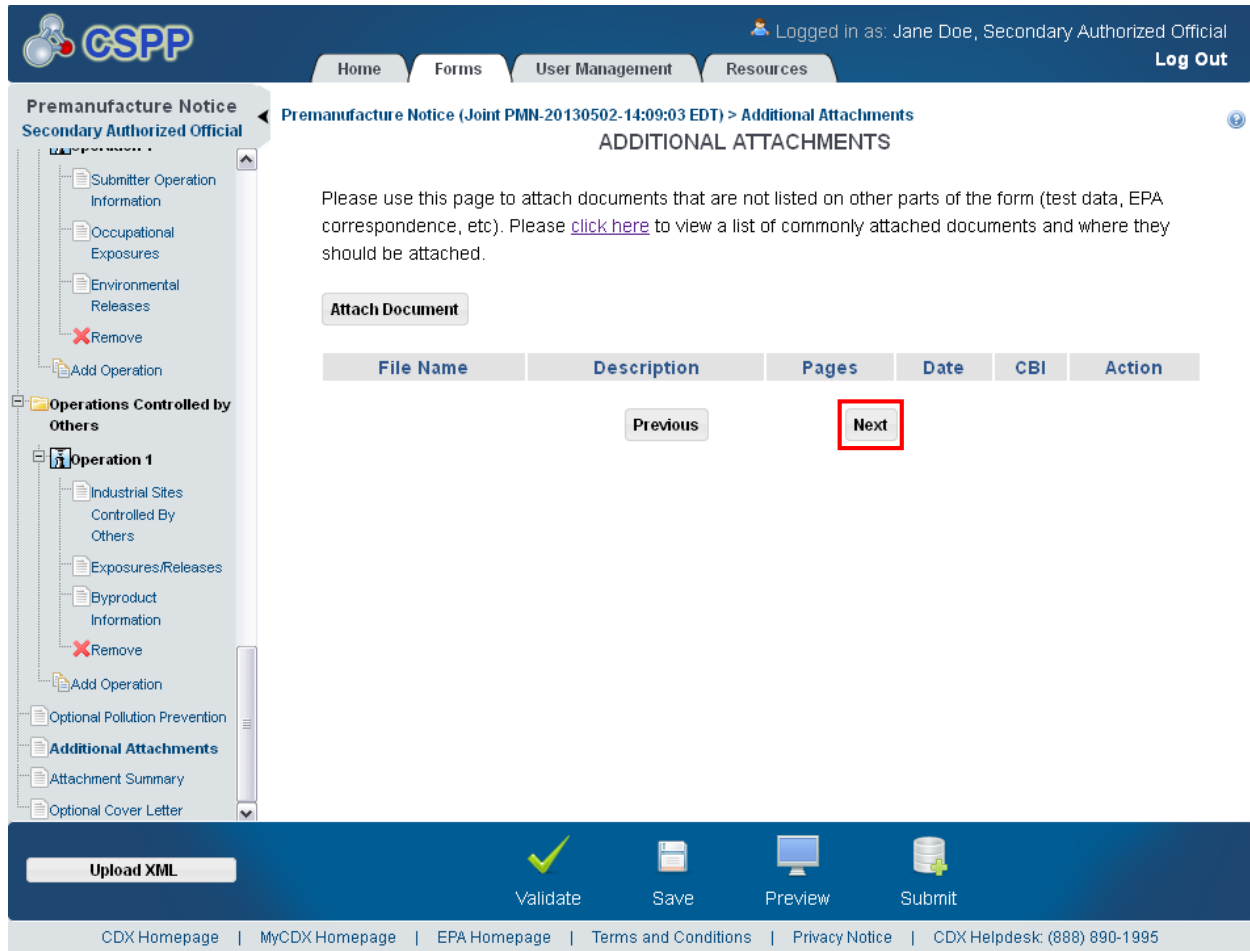 CSPP
Logged in as: Jane Doe, Secondary Authorized Official
Log Out
Home
Forms
User Management
Resources
Premanufacture Notice
Secondary Authorized Official
Submitter Operation
Information
Occupational
Exposures
Environmental
Releases
Remove
Add Operation
Operations Controlled by
Others
Operation 1
Industrial Sites
Controlled By
Others
Exposures/Releases
Byproduct
Information
Remove
Add Operation
Optional Pollution Prevention
Additional Attachments
Attachment Summary
Optional Cover Letter
Premanufacture Notice (Joint PMN-20130502-14:09:03 EDT) > Additional Attachments
ADDITIONAL ATTACHMENTS
Please use this page to attach documents that are not listed on other parts of the form (test data, EPA
correspondence, etc). Please click here to view a list of commonly attached documents and where they
should be attached.
Attach Document
File Name Description Pages Date CBI Action
Previous Next
Upload XML
Validate Save Preview Submit
CDX Homepage | MyCDX Homepage | EPA Homepage | Terms and Conditions | Privacy Notice | CDX Helpdesk: (888) 890-1995